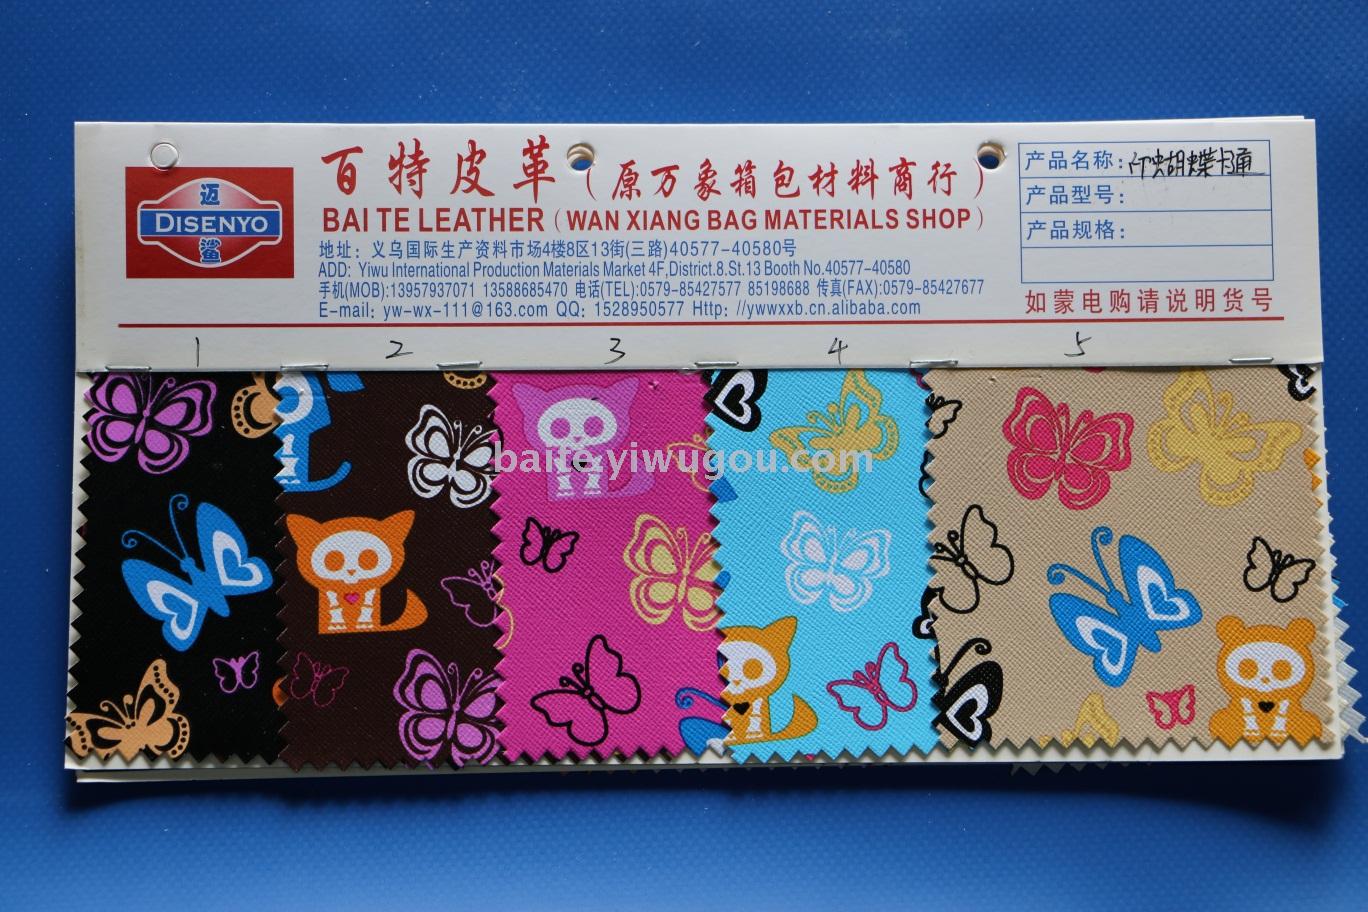 迈
DISENYO
鲨
百特皮革（原万象箱包材料商行）
BAI TE LEATHER (WAN XIANG BAG MATERIALS SHOP)
地址：义乌国际生产资料市场4楼8区13街(三路)40577-40580号
ADD: Yiwu International Production Materials Market 4F,District.8.St.13 Booth No.40577-40580
手机(MOB):13957937071 13588685470 电话(TEL):0579-85427577 85198688 传真(FAX):0579-85427677
E-mail: yw-wx-111@163.com QQ: 1528950577 Http: //ywwxxb.cn.alibaba.com
产品名称：胡蝶卡通
产品型号：
产品规格：
如蒙电购请说明货号
1 2 3 4 5
baite.yiwugou.com